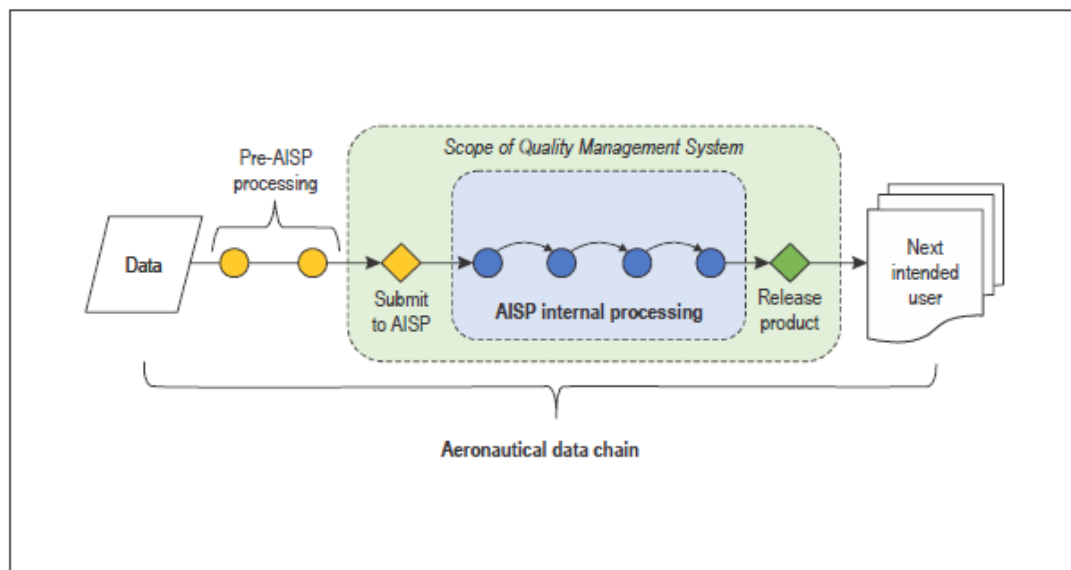 Scope of Quality Management System
Pre-AISP
processing
Data
Submit
to AISP
AISP internal processing
Release
product
Next
intended
user
Aeronautical data chain